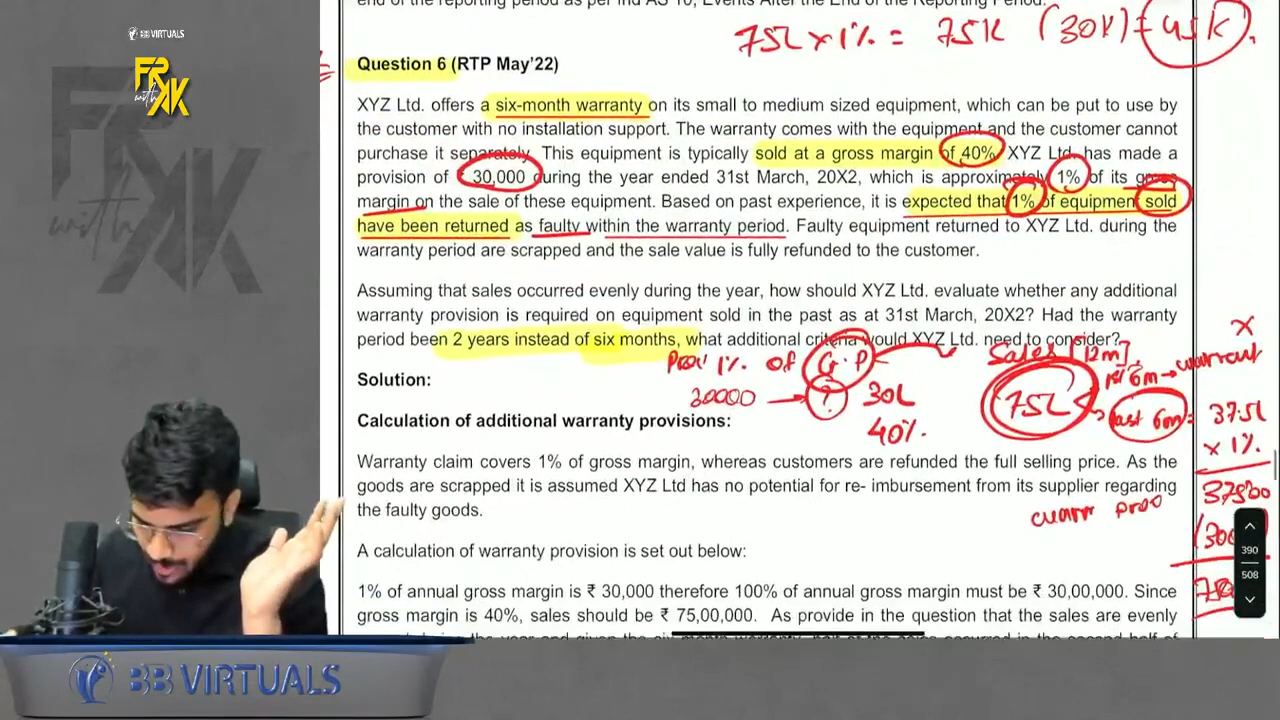 BB VIRTUALS
FR
with
AK
end of the reporting period as per Ind AS 10, Events After the End of the Reporting Period.
75L x 1% = 75K (30K) = 45K.
Question 6 (RTP May'22)
XYZ Ltd. offers a six-month warranty on its small to medium sized equipment, which can be put to use by
the customer with no installation support. The warranty comes with the equipment and the customer cannot
purchase it separately. This equipment is typically sold at a gross margin of 40% XYZ Ltd. has made a
provision of ₹ 30,000 during the year ended 31st March, 20X2, which is approximately 1% of its gross
margin on the sale of these equipment. Based on past experience, it is expected that 1% of equipment sold
have been returned as faulty within the warranty period. Faulty equipment returned to XYZ Ltd. during the
warranty period are scrapped and the sale value is fully refunded to the customer.
Assuming that sales occurred evenly during the year, how should XYZ Ltd. evaluate whether any additional
warranty provision is required on equipment sold in the past as at 31st March, 20X2? Had the warranty
period been 2 years instead of six months, what additional criteria would XYZ Ltd. need to consider?
Prov 1% of G.P
30000 → ? 30L
40%.
Sales [12m]
75L
1st 6m → warrant
x
last 6m = 37.5L
x 1%
37500
Solution:
Calculation of additional warranty provisions:
Warranty claim covers 1% of gross margin, whereas customers are refunded the full selling price. As the
goods are scrapped it is assumed XYZ Ltd has no potential for re- imbursement from its supplier regarding
the faulty goods.
A calculation of warranty provision is set out below:
1% of annual gross margin is ₹ 30,000 therefore 100% of annual gross margin must be ₹ 30,00,000. Since
gross margin is 40%, sales should be ₹ 75,00,000. As provide in the question that the sales are evenly
390
508
BB VIRTUALS